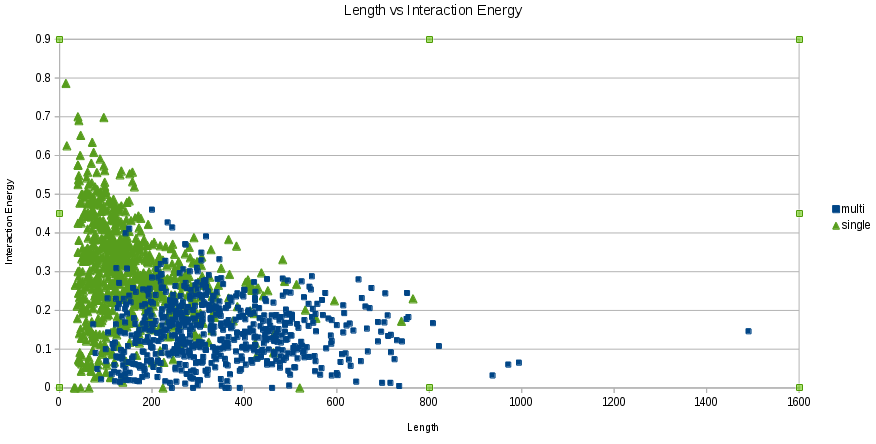 Length vs Interaction Energy
0.9
0.8
0.7
0.6
0.5
0.4
0.3
0.2
0.1
0
Interaction Energy
multi
single
0 200 400 600 800 1000 1200 1400 1600
Length